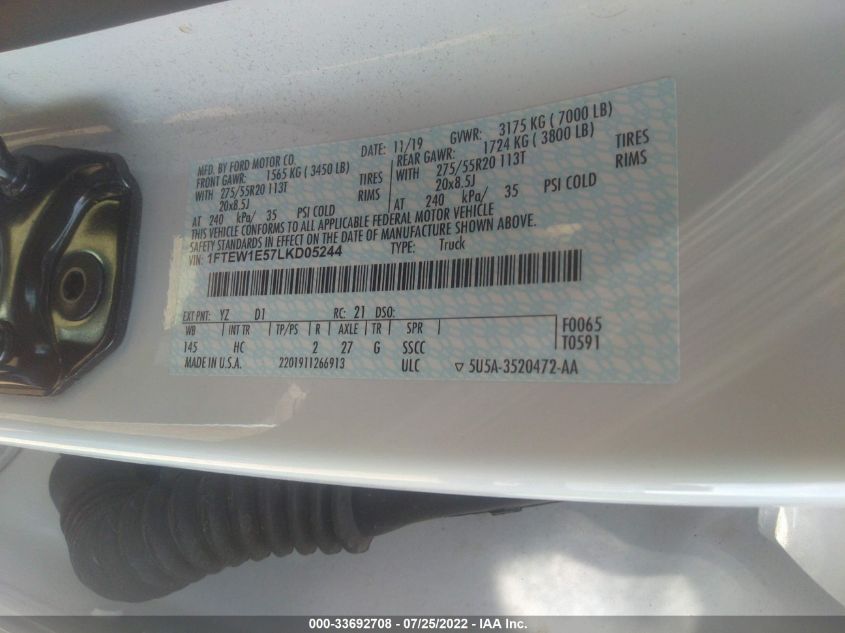 MFD. BY FORD MOTOR CO.
DATE: 11/19 GVWR: 3175 KG ( 7000 LB)
FRONT GAWR: 1565 KG ( 3450 LB)
REAR GAWR: 1724 KG ( 3800 LB)
WITH 275/55R20 113T TIRES
WITH 275/55R20 113T TIRES
20x8.5J RIMS
20x8.5J RIMS
AT 240 kPa/ 35 PSI COLD
AT 240 kPa/ 35 PSI COLD
THIS VEHICLE CONFORMS TO ALL APPLICABLE FEDERAL MOTOR VEHICLE
SAFETY STANDARDS IN EFFECT ON THE DATE OF MANUFACTURE SHOWN ABOVE.
VIN: 1FTEW1E57LKD05244 TYPE: Truck
EXT PNT: YZ D1 RC: 21 DSO:
WB INT TR TP/PS R AXLE TR SPR F0065
145 HC 2 27 G SSCC T0591
MADE IN U.S.A. 2201911266913 ULC ▽ 5U5A-3520472-AA
000-33692708 - 07/25/2022 - IAA Inc.